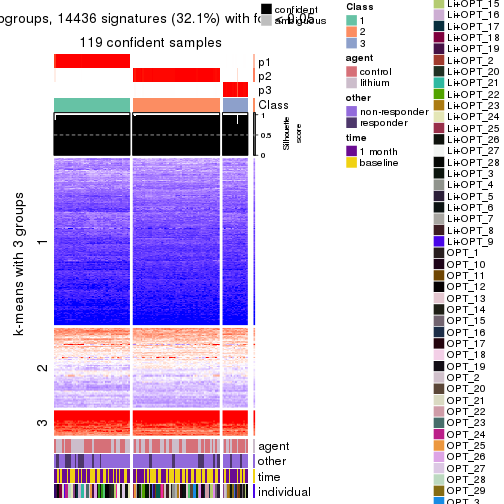 ogroups, 14436 signatures (32.1%) with fdr < 0.05
119 confident samples
confident
ambiguous
p1
p2
p3
Class
1
0.5
0
Silhouette
score
k-means with 3 groups
1
2
3
agent
other
time
individual
Class
1
2
3
agent
control
lithium
other
non-responder
responder
time
1 month
baseline
Li+OPT_15
Li+OPT_16
Li+OPT_17
Li+OPT_18
Li+OPT_19
Li+OPT_2
Li+OPT_20
Li+OPT_21
Li+OPT_22
Li+OPT_23
Li+OPT_24
Li+OPT_25
Li+OPT_26
Li+OPT_27
Li+OPT_28
Li+OPT_3
Li+OPT_4
Li+OPT_5
Li+OPT_6
Li+OPT_7
Li+OPT_8
Li+OPT_9
OPT_1
OPT_10
OPT_11
OPT_12
OPT_13
OPT_14
OPT_15
OPT_16
OPT_17
OPT_18
OPT_19
OPT_2
OPT_20
OPT_21
OPT_22
OPT_23
OPT_24
OPT_25
OPT_26
OPT_27
OPT_28
OPT_29
OPT_3